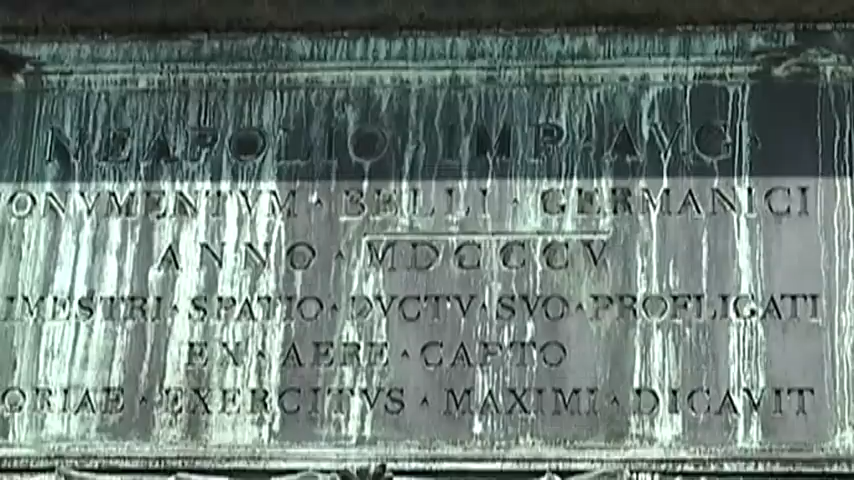 NEAPOLIO · IMP · AVG ·
ONVMENTVM · BELLI · GERMANICI
ANNO · MDCCCV
IMESTRI · SPATIO · DVCTV · SVO · PROFLIGATI
EX · AERE · CAPTO
ORIAE · EXERCITVS · MAXIMI · DICAVIT